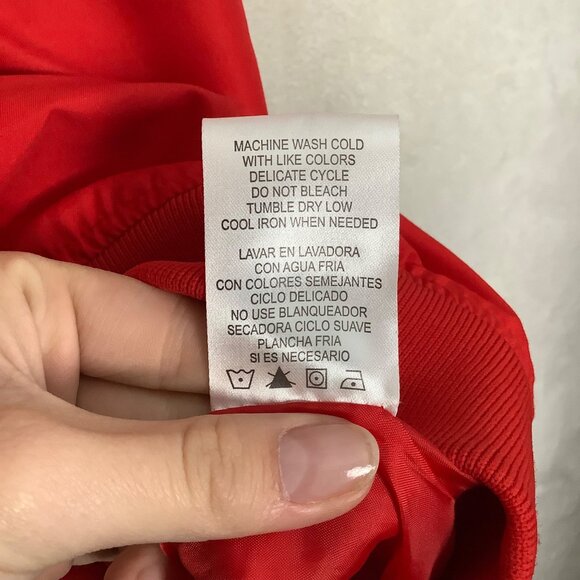 MACHINE WASH COLD
WITH LIKE COLORS
DELICATE CYCLE
DO NOT BLEACH
TUMBLE DRY LOW
COOL IRON WHEN NEEDED
LAVAR EN LAVADORA
CON AGUA FRIA
CON COLORES SEMEJANTES
CICLO DELICADO
NO USE BLANQUEADOR
SECADORA CICLO SUAVE
PLANCHA FRIA
SI ES NECESARIO